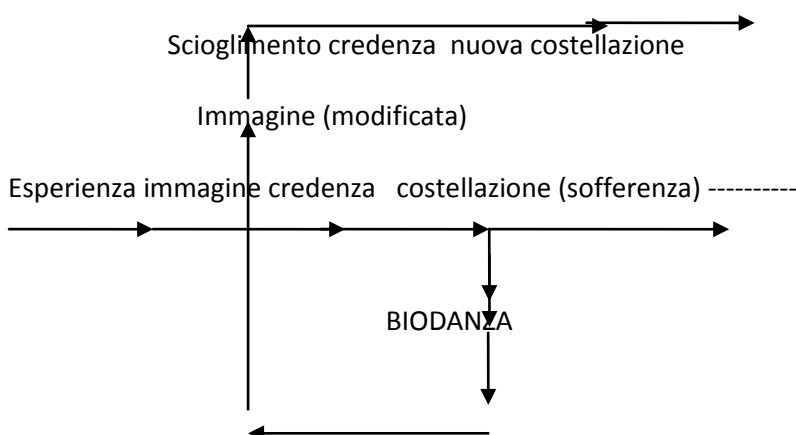 Scioglimento credenza nuova costellazione
Immagine (modificata)
Esperienza immagine credenza costellazione (sofferenza) ----------
BIODANZA